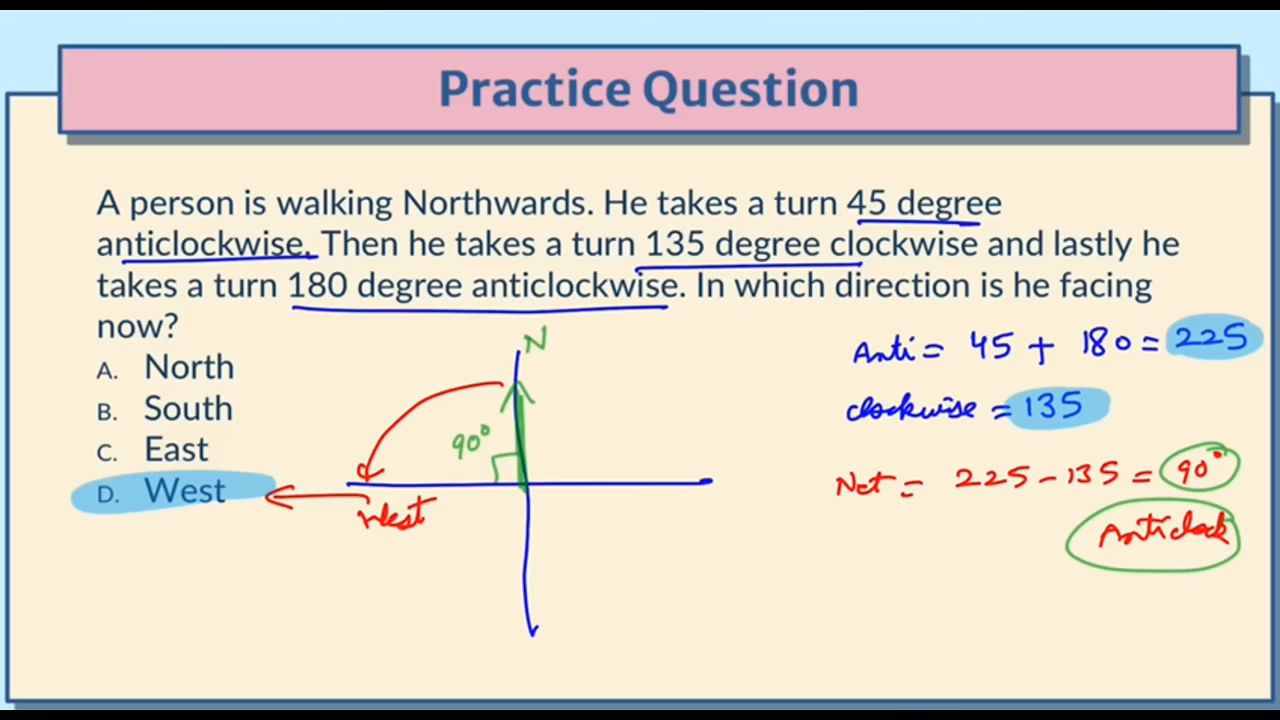 Practice Question
A person is walking Northwards. He takes a turn 45 degree
anticlockwise. Then he takes a turn 135 degree clockwise and lastly he
takes a turn 180 degree anticlockwise. In which direction is he facing
now?
A. North
B. South
C. East
D. West
N
90°
West
Anti = 45 + 180 = 225
clockwise = 135
Net = 225 - 135 = 90°
Anticlock